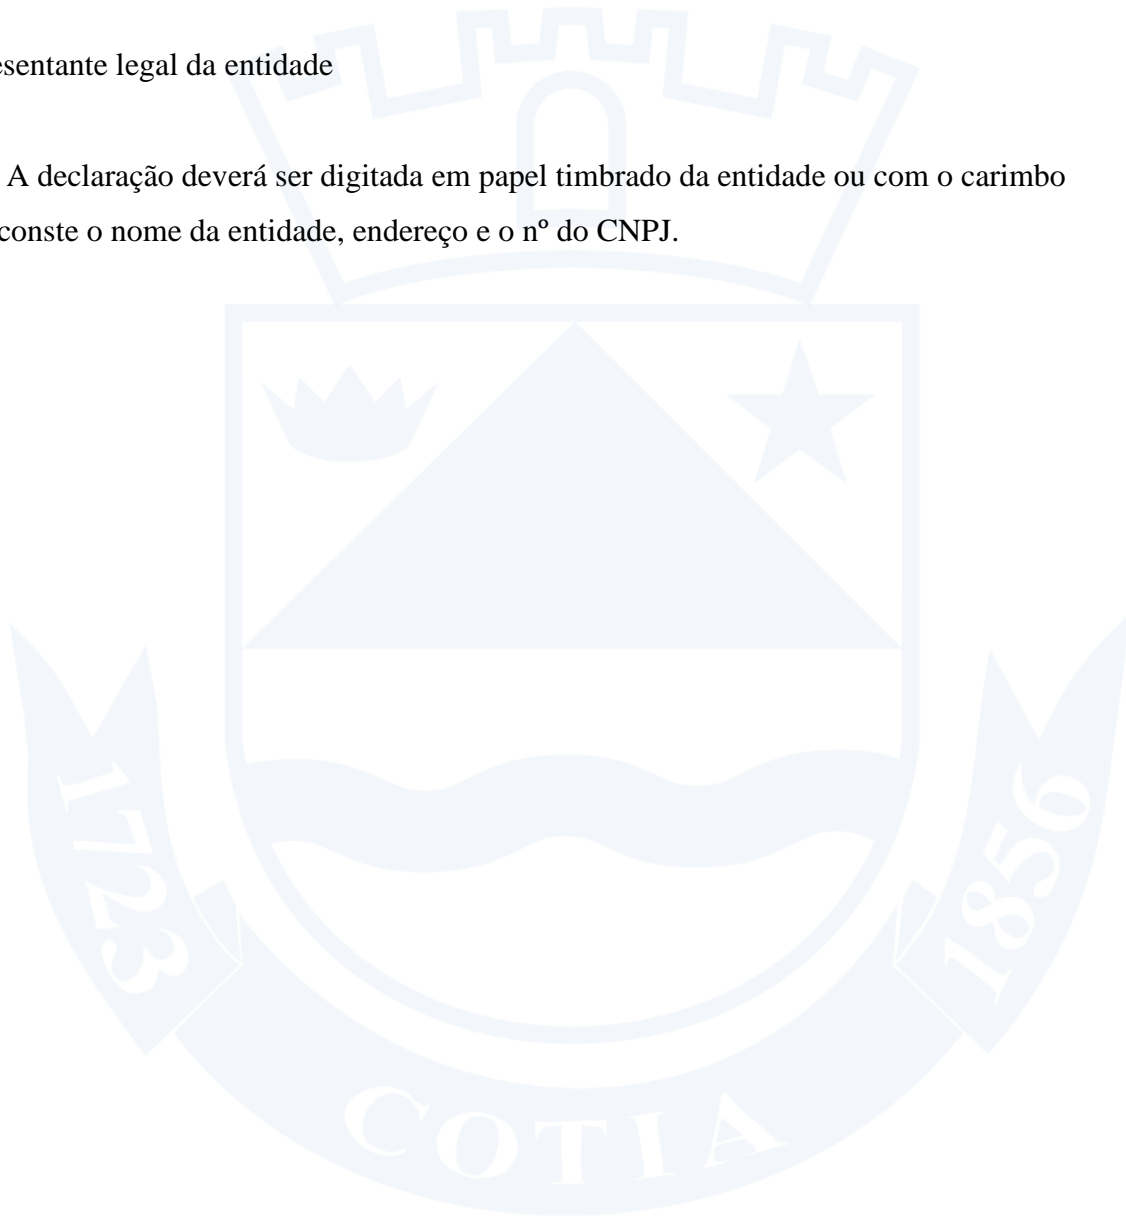 esentante legal da entidade
A declaração deverá ser digitada em papel timbrado da entidade ou com o carimbo
conste o nome da entidade, endereço e o nº do CNPJ.
1723
1856
COTIA